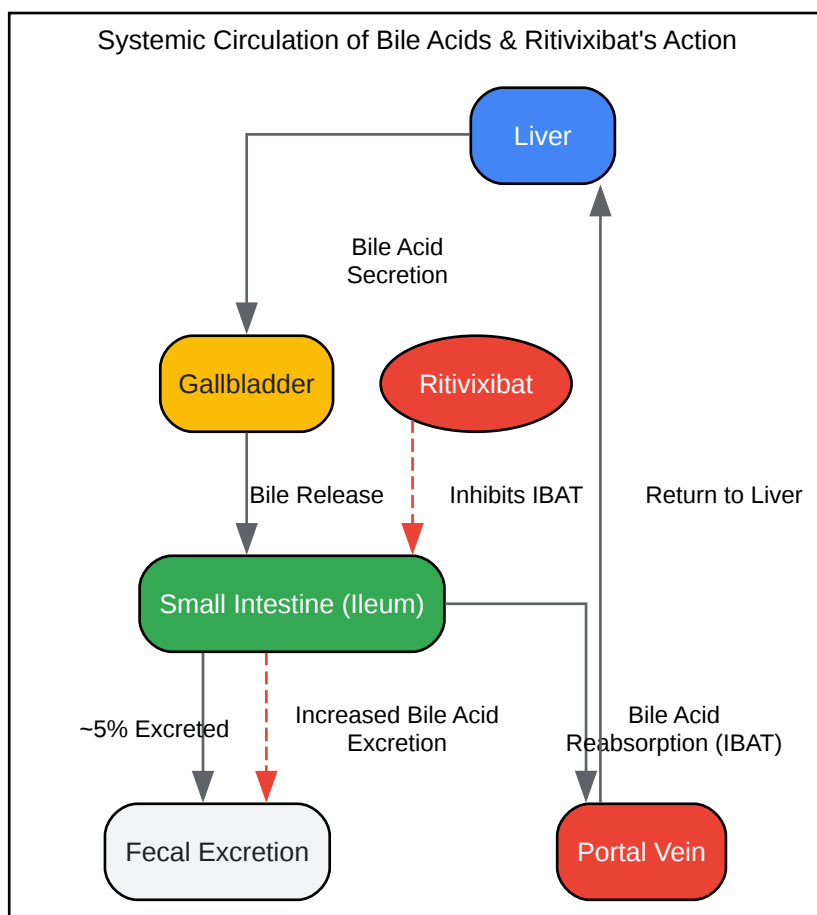 Systemic Circulation of Bile Acids & Ritivixibat's Action
Liver
Bile Acid
Secretion
Gallbladder
Ritivixibat
Bile Release
Inhibits IBAT
Return to Liver
Small Intestine (Ileum)
~5% Excreted
Increased Bile Acid
Excretion
Bile Acid
Reabsorption (IBAT)
Fecal Excretion
Portal Vein